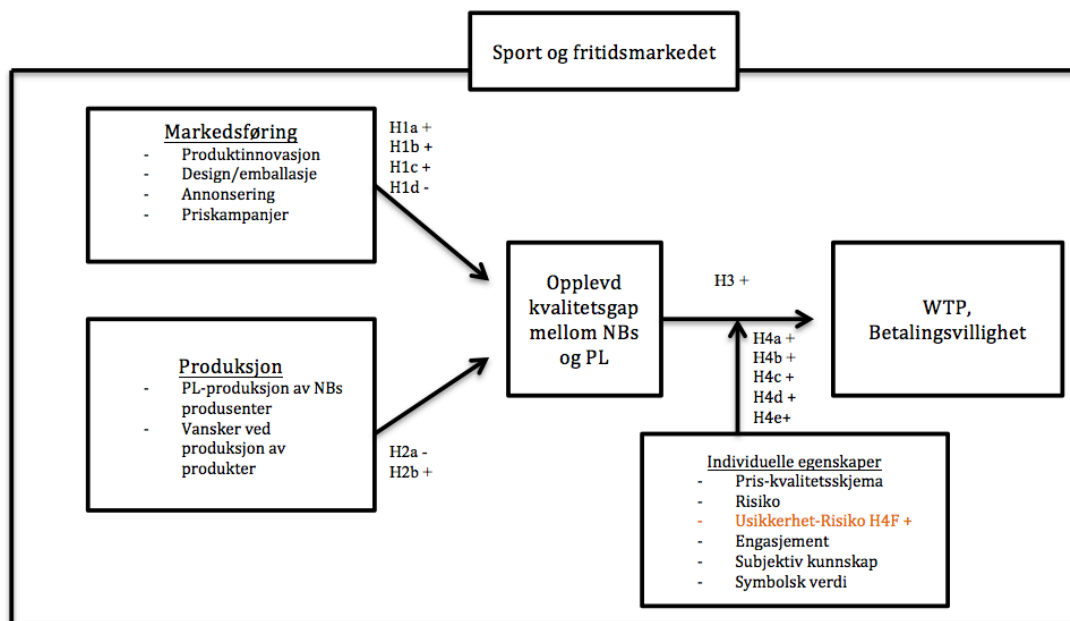 Sport og fritidsmarkedet
Markedsføring
- Produktinnovasjon
- Design/emballasje
- Annonsering
- Priskampanjer
H1a +
H1b +
H1c +
H1d -
Produksjon
- PL-produksjon av NBs
produsenter
- Vansker ved
produksjon av
produkter
H2a -
H2b +
Opplevd
kvalitetsgap
mellom NBs
og PL
H3 +
WTP,
Betalingsvillighet
H4a +
H4b +
H4c +
H4d +
H4e+
Individuelle egenskaper
- Pris-kvalitetsskjema
- Risiko
- Usikkerhet-Risiko H4F +
- Engasjement
- Subjektiv kunnskap
- Symbolsk verdi